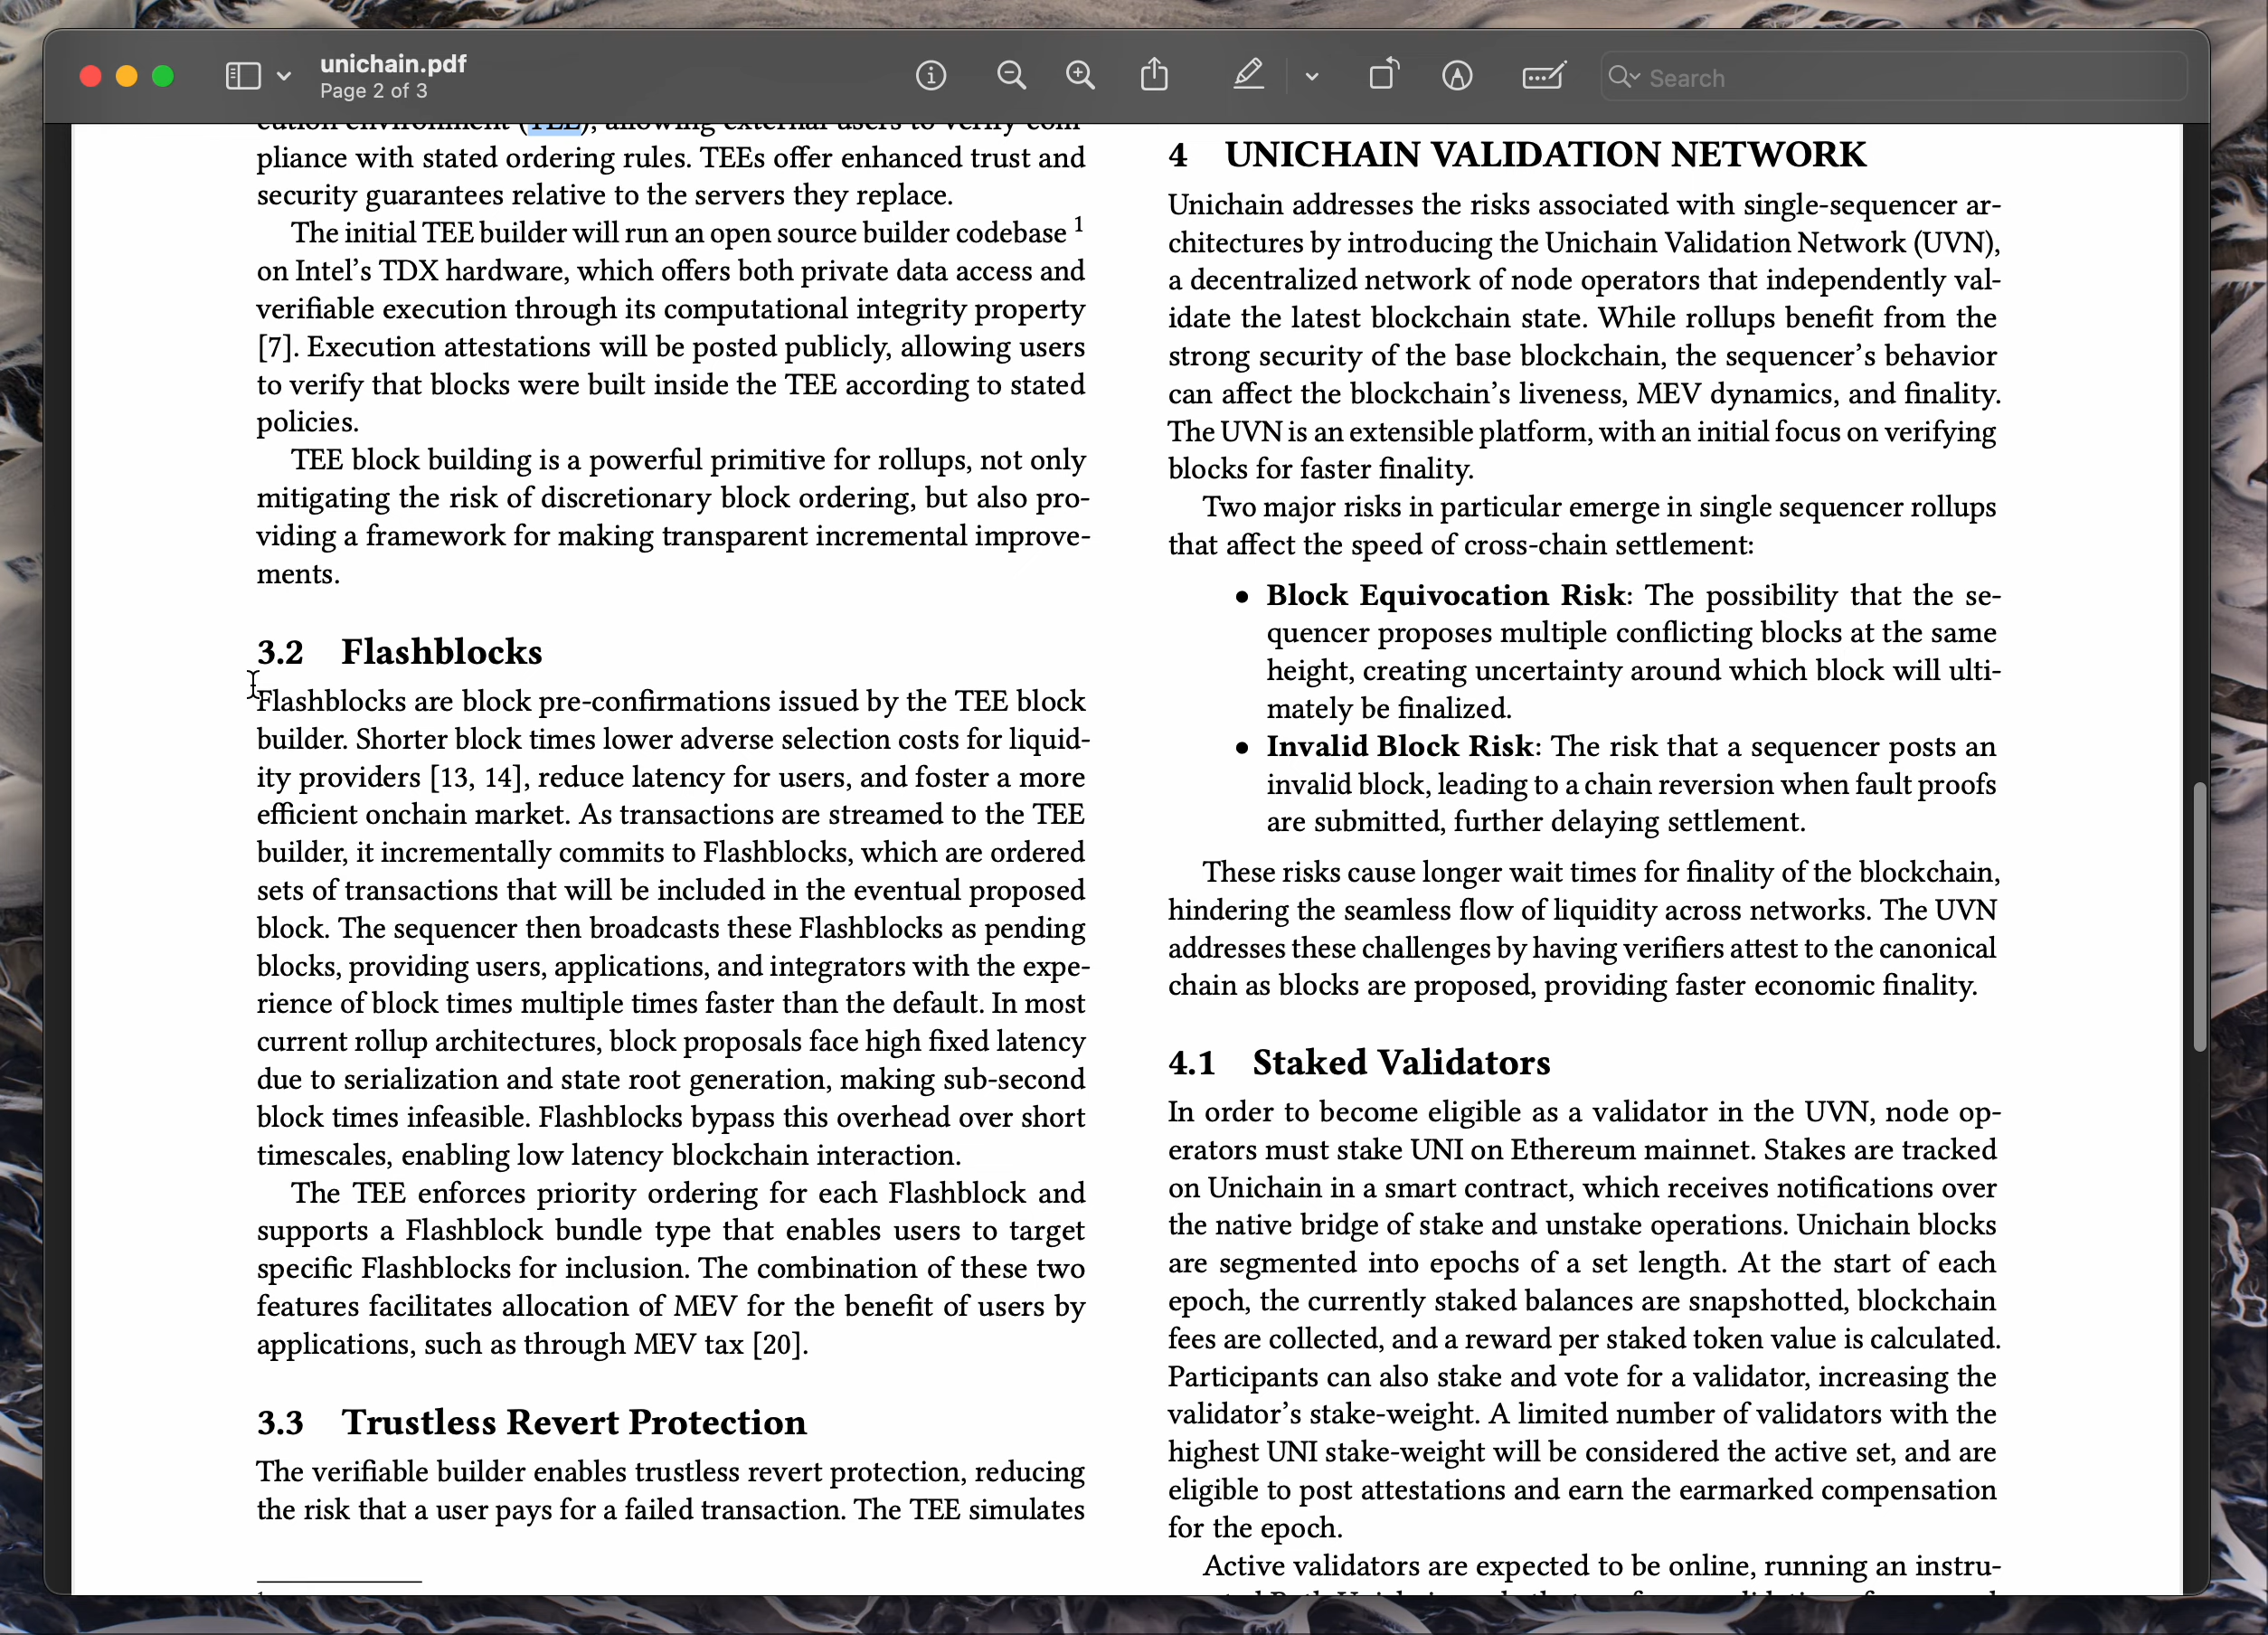 unichain.pdf
Page 2 of 3
Search
cution environment (TEE), allowing external users to verify com-
pliance with stated ordering rules. TEEs offer enhanced trust and
security guarantees relative to the servers they replace.
The initial TEE builder will run an open source builder codebase 1
on Intel's TDX hardware, which offers both private data access and
verifiable execution through its computational integrity property
[7]. Execution attestations will be posted publicly, allowing users
to verify that blocks were built inside the TEE according to stated
policies.
TEE block building is a powerful primitive for rollups, not only
mitigating the risk of discretionary block ordering, but also pro-
viding a framework for making transparent incremental improve-
ments.
3.2 Flashblocks
Flashblocks are block pre-confirmations issued by the TEE block
builder. Shorter block times lower adverse selection costs for liquid-
ity providers [13, 14], reduce latency for users, and foster a more
efficient onchain market. As transactions are streamed to the TEE
builder, it incrementally commits to Flashblocks, which are ordered
sets of transactions that will be included in the eventual proposed
block. The sequencer then broadcasts these Flashblocks as pending
blocks, providing users, applications, and integrators with the expe-
rience of block times multiple times faster than the default. In most
current rollup architectures, block proposals face high fixed latency
due to serialization and state root generation, making sub-second
block times infeasible. Flashblocks bypass this overhead over short
timescales, enabling low latency blockchain interaction.
The TEE enforces priority ordering for each Flashblock and
supports a Flashblock bundle type that enables users to target
specific Flashblocks for inclusion. The combination of these two
features facilitates allocation of MEV for the benefit of users by
applications, such as through MEV tax [20].
3.3 Trustless Revert Protection
The verifiable builder enables trustless revert protection, reducing
the risk that a user pays for a failed transaction. The TEE simulates
4 UNICHAIN VALIDATION NETWORK
Unichain addresses the risks associated with single-sequencer ar-
chitectures by introducing the Unichain Validation Network (UVN),
a decentralized network of node operators that independently val-
idate the latest blockchain state. While rollups benefit from the
strong security of the base blockchain, the sequencer's behavior
can affect the blockchain's liveness, MEV dynamics, and finality.
The UVN is an extensible platform, with an initial focus on verifying
blocks for faster finality.
Two major risks in particular emerge in single sequencer rollups
that affect the speed of cross-chain settlement:
• Block Equivocation Risk: The possibility that the se-
quencer proposes multiple conflicting blocks at the same
height, creating uncertainty around which block will ulti-
mately be finalized.
• Invalid Block Risk: The risk that a sequencer posts an
invalid block, leading to a chain reversion when fault proofs
are submitted, further delaying settlement.
These risks cause longer wait times for finality of the blockchain,
hindering the seamless flow of liquidity across networks. The UVN
addresses these challenges by having verifiers attest to the canonical
chain as blocks are proposed, providing faster economic finality.
4.1 Staked Validators
In order to become eligible as a validator in the UVN, node op-
erators must stake UNI on Ethereum mainnet. Stakes are tracked
on Unichain in a smart contract, which receives notifications over
the native bridge of stake and unstake operations. Unichain blocks
are segmented into epochs of a set length. At the start of each
epoch, the currently staked balances are snapshotted, blockchain
fees are collected, and a reward per staked token value is calculated.
Participants can also stake and vote for a validator, increasing the
validator's stake-weight. A limited number of validators with the
highest UNI stake-weight will be considered the active set, and are
eligible to post attestations and earn the earmarked compensation
for the epoch.
Active validators are expected to be online, running an instru-